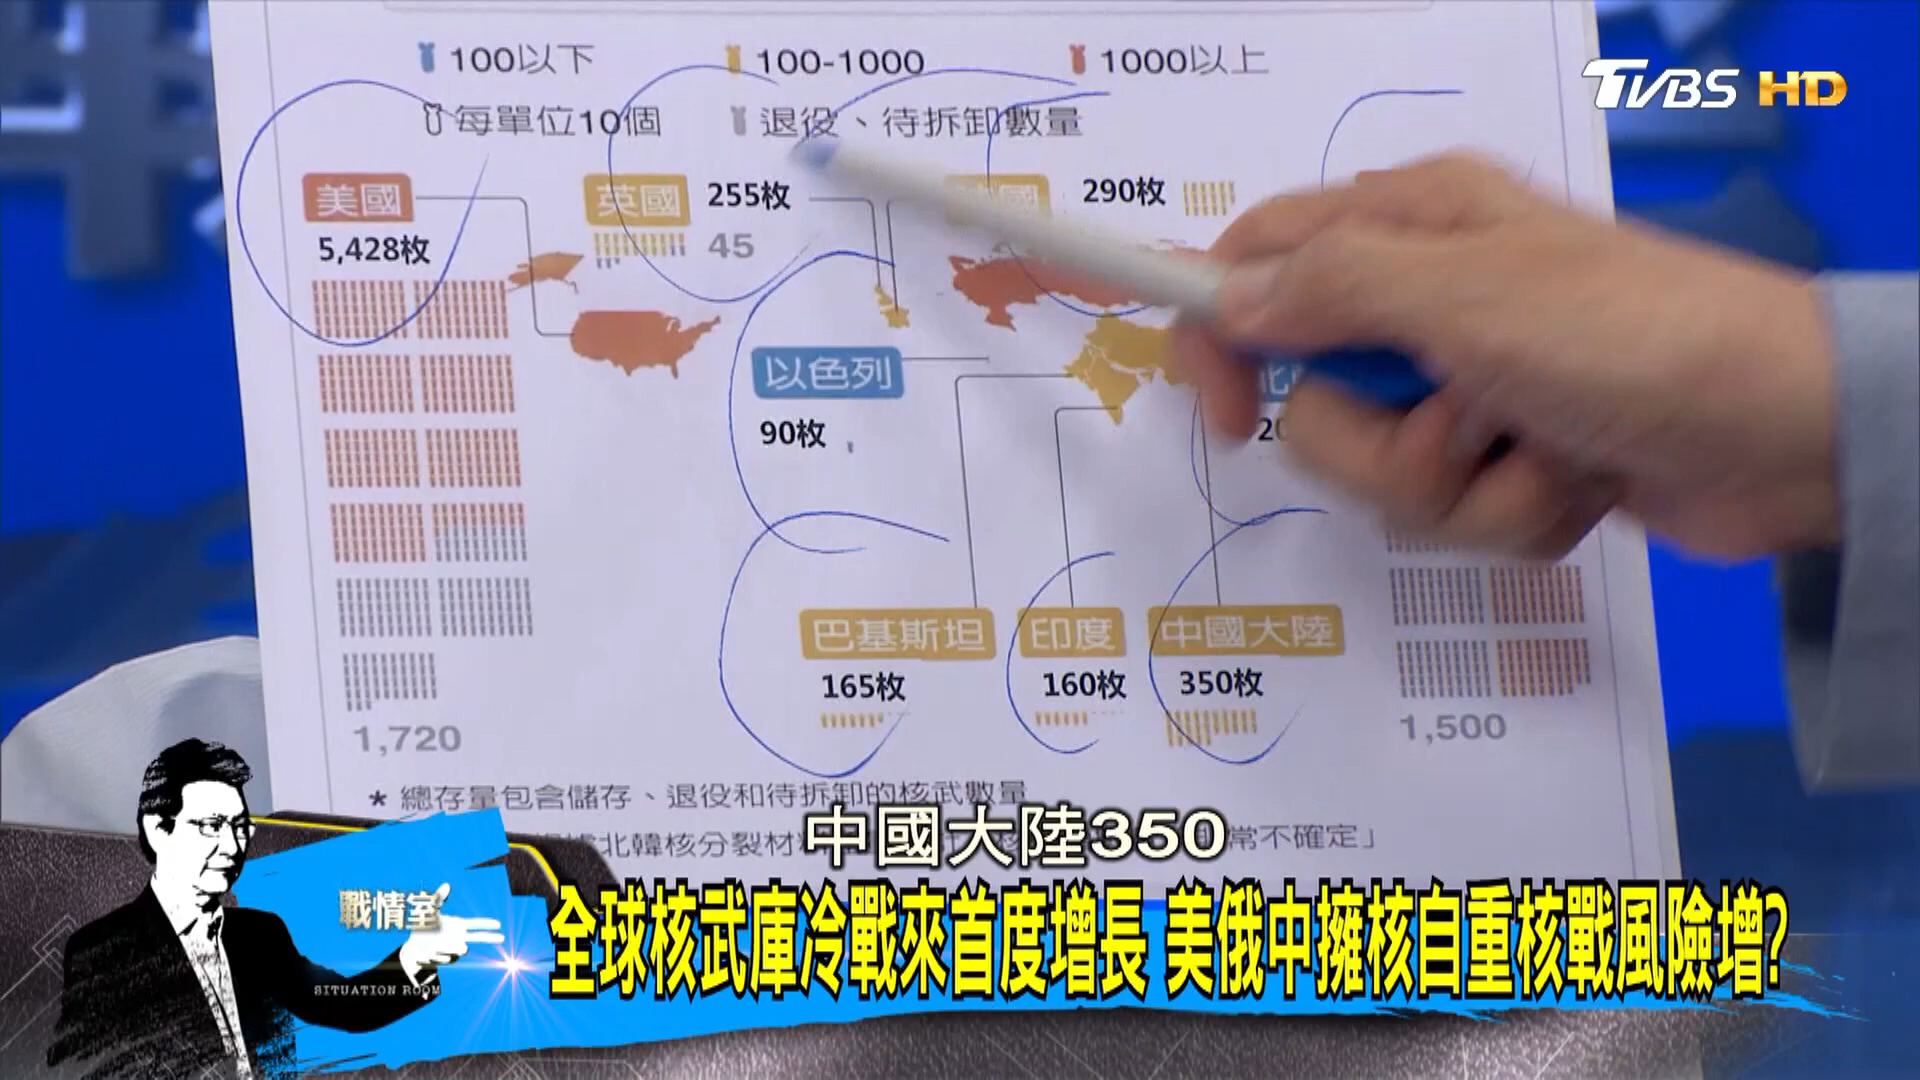 100以下 100-1000 1000以上
TVBS HD
每單位10個 退役、待拆卸數量
美國 英國 255枚 國 290枚
5,428枚 45
以色列
90枚 20
巴基斯坦 印度 中國大陸
165枚 160枚 350枚
1,720 1,500
* 總存量包含儲存、退役和待拆卸的核武數量
北韓核分裂材 常不確定」
中國大陸350
戰情室
SITUATION ROOM
全球核武庫冷戰來首度增長 美俄中擁核自重核戰風險增?